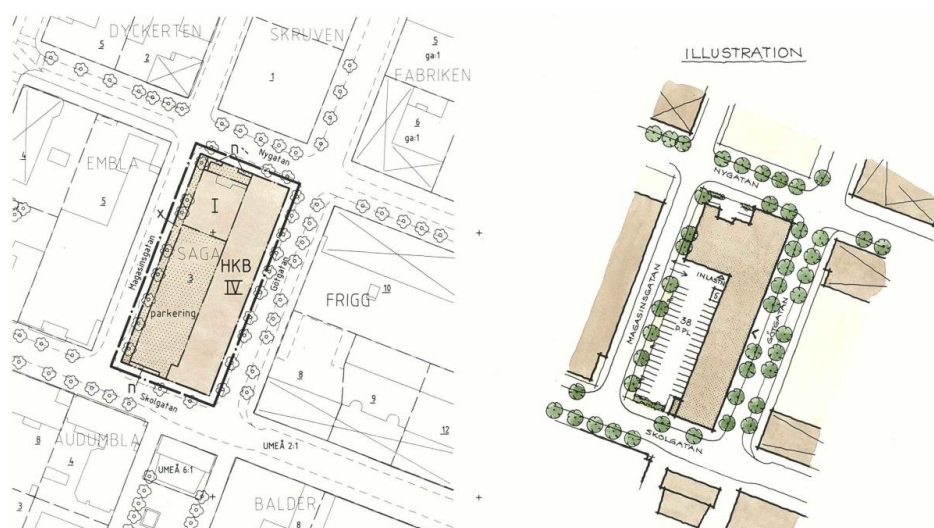 DYCKERTEN
5
2
SKRUVEN
1
5
ga:1
FABRIKEN
6
ga:1
Nygatan
n
4
EMBLA
5
I
x
SAGA
3
HKB
IV
Magasinsgatan
Götgatan
parkering
FRIGG
10
n
Skolgatan
8
9
12
8
AUDUMBLA
4
3
UMEÅ 2:1
UMEÅ 6:1
BALDER
8
ILLUSTRATION
NYGATAN
MAGASINSGATAN
INLASTN
38
P.PL
GÖTGATAN
SKOLGATAN